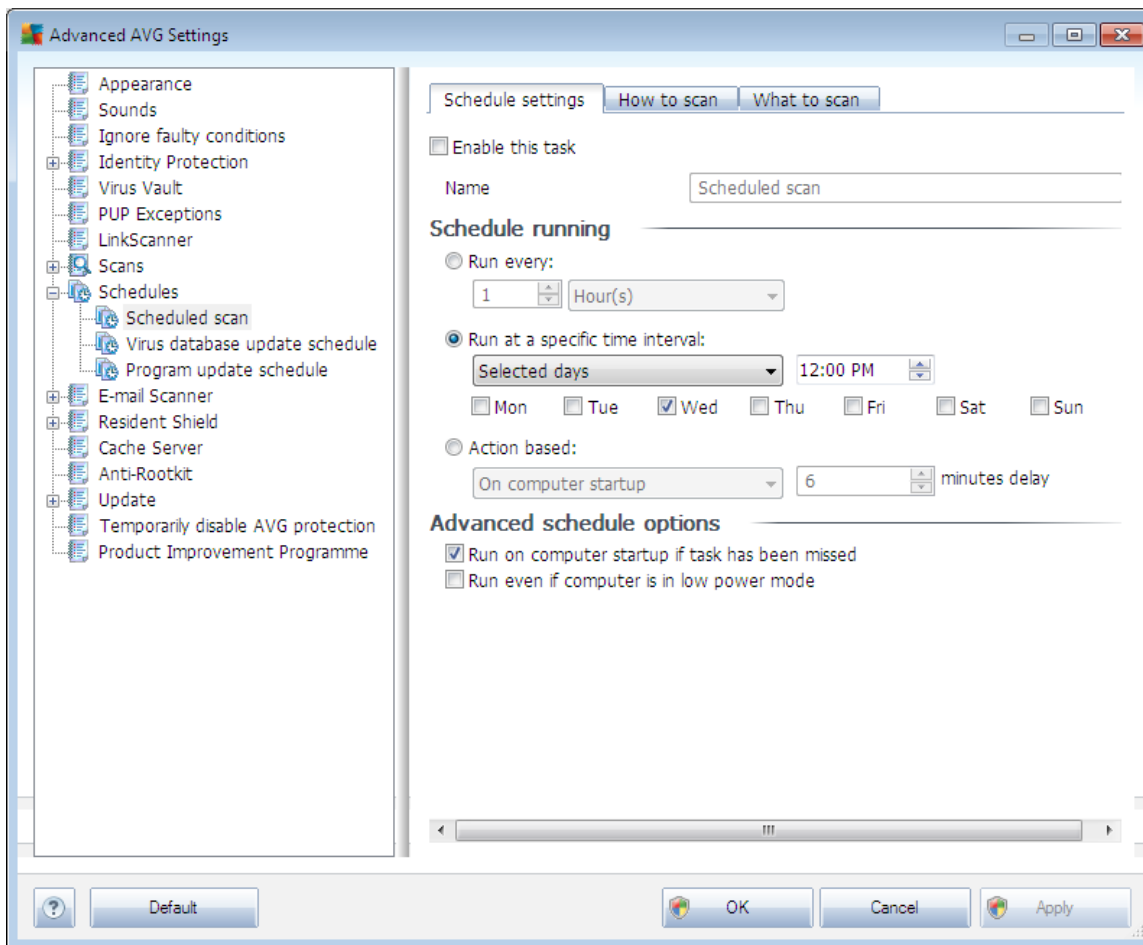 Advanced AVG Settings
Appearance
Sounds
Ignore faulty conditions
Identity Protection
Virus Vault
PUP Exceptions
LinkScanner
Scans
Schedules
Scheduled scan
Virus database update schedule
Program update schedule
E-mail Scanner
Resident Shield
Cache Server
Anti-Rootkit
Update
Temporarily disable AVG protection
Product Improvement Programme
Schedule settings How to scan What to scan
Enable this task
Name Scheduled scan
Schedule running
Run every:
1 Hour(s)
Run at a specific time interval:
Selected days 12:00 PM
Mon Tue Wed Thu Fri Sat Sun
Action based:
On computer startup 6 minutes delay
Advanced schedule options
Run on computer startup if task has been missed
Run even if computer is in low power mode
? Default OK Cancel Apply